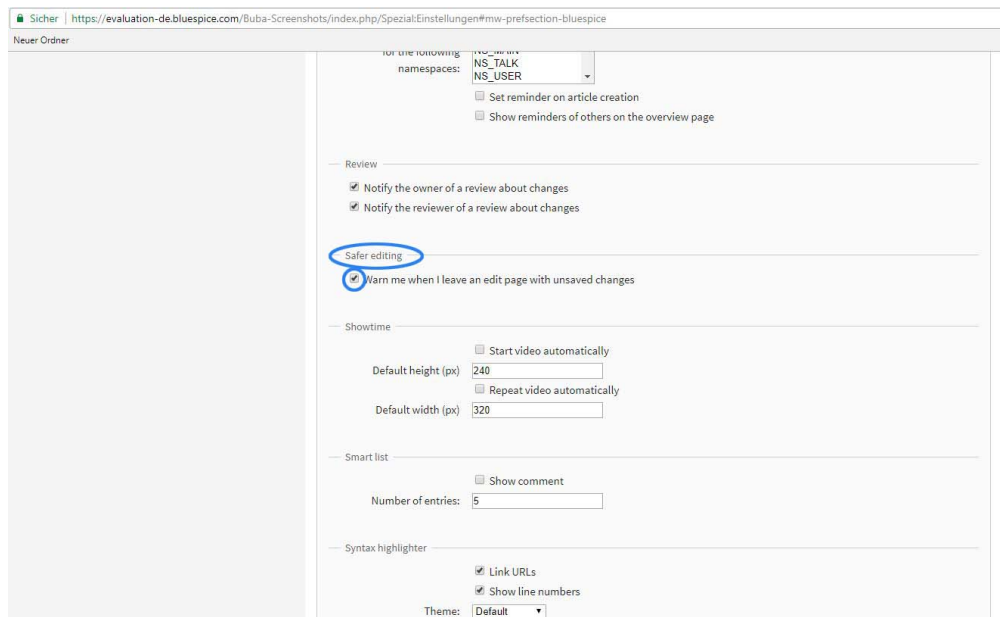 Sicher | https://evaluation-de.bluespice.com/Buba-Screenshots/index.php/Spezial:Einstellungen#mw-prefsection-bluespice
Neuer Ordner
for the following
namespaces:
NS_MAIN
NS_TALK
NS_USER
Set reminder on article creation
Show reminders of others on the overview page
Review
Notify the owner of a review about changes
Notify the reviewer of a review about changes
Safer editing
Warn me when I leave an edit page with unsaved changes
Showtime
Start video automatically
Default height (px) 240
Repeat video automatically
Default width (px) 320
Smart list
Show comment
Number of entries: 5
Syntax highlighter
Link URLs
Show line numbers
Theme: Default